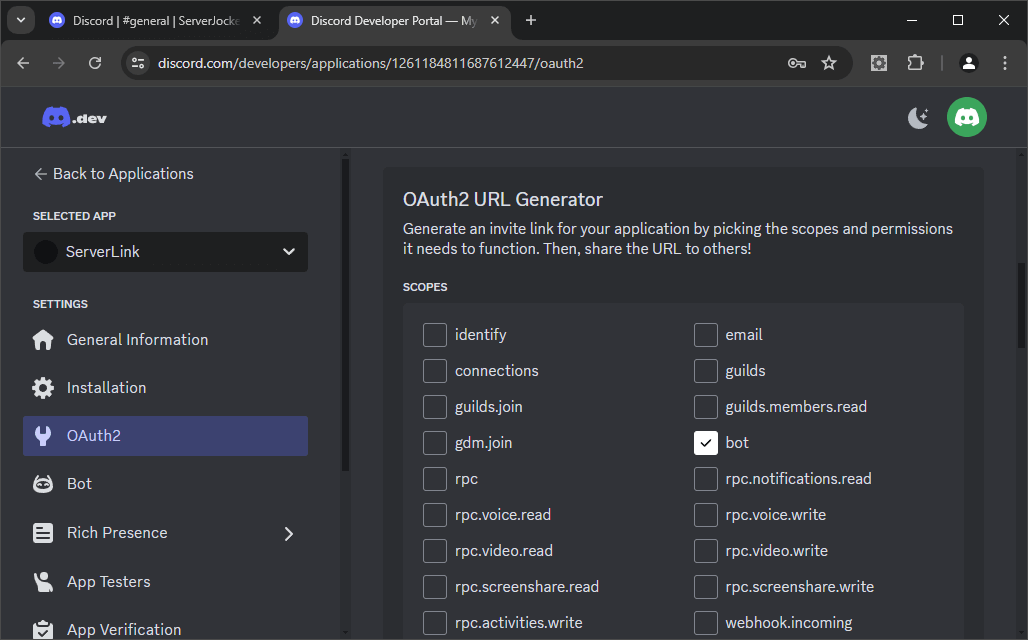 Discord | #general | ServerJocke
Discord Developer Portal — My
discord.com/developers/applications/1261184811687612447/oauth2
.dev
Back to Applications
SELECTED APP
ServerLink
SETTINGS
General Information
Installation
OAuth2
Bot
Rich Presence
App Testers
App Verification
OAuth2 URL Generator
Generate an invite link for your application by picking the scopes and permissions
it needs to function. Then, share the URL to others!
SCOPES
identify
email
connections
guilds
guilds.join
guilds.members.read
gdm.join
bot
rpc
rpc.notifications.read
rpc.voice.read
rpc.voice.write
rpc.video.read
rpc.video.write
rpc.screenshare.read
rpc.screenshare.write
rpc.activities.write
webhook.incoming